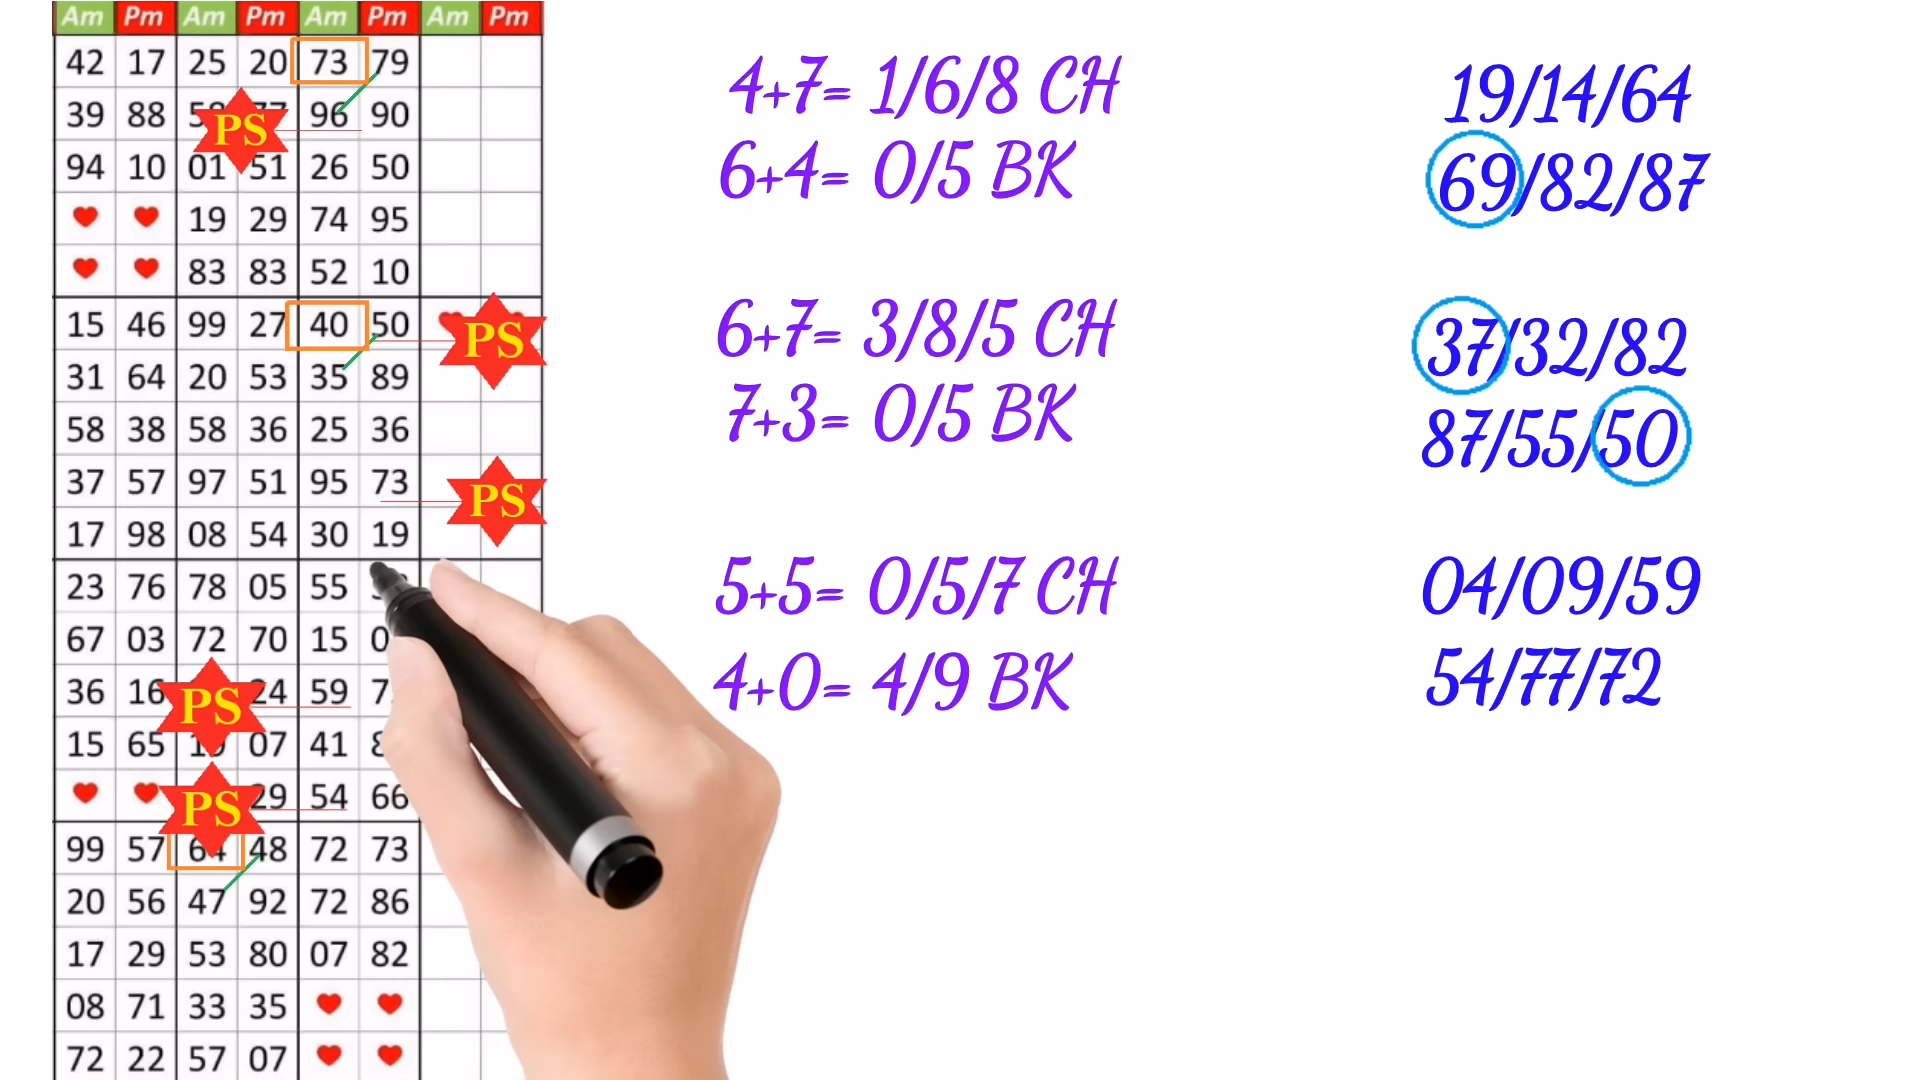 Am Pm Am Pm Am Pm Am Pm
42 17 25 20 73 79
39 88 PS 96 90
94 10 01 51 26 50
19 29 74 95
83 83 52 10
15 46 99 27 40 50 PS
31 64 20 53 35 89
58 38 58 36 25 36
37 57 97 51 95 73 PS
17 98 08 54 30 19
23 76 78 05 55
67 03 72 70 15
36 16 PS 24 59
15 65 07 41
PS 29 54 66
99 57 64 48 72 73
20 56 47 92 72 86
17 29 53 80 07 82
08 71 33 35
72 22 57 07
4+7= 1/6/8 CH
6+4= 0/5 BK
6+7= 3/8/5 CH
7+3= 0/5 BK
5+5= 0/5/7 CH
4+0= 4/9 BK
19/14/64
69/82/87
37/32/82
87/55/50
04/09/59
54/77/72